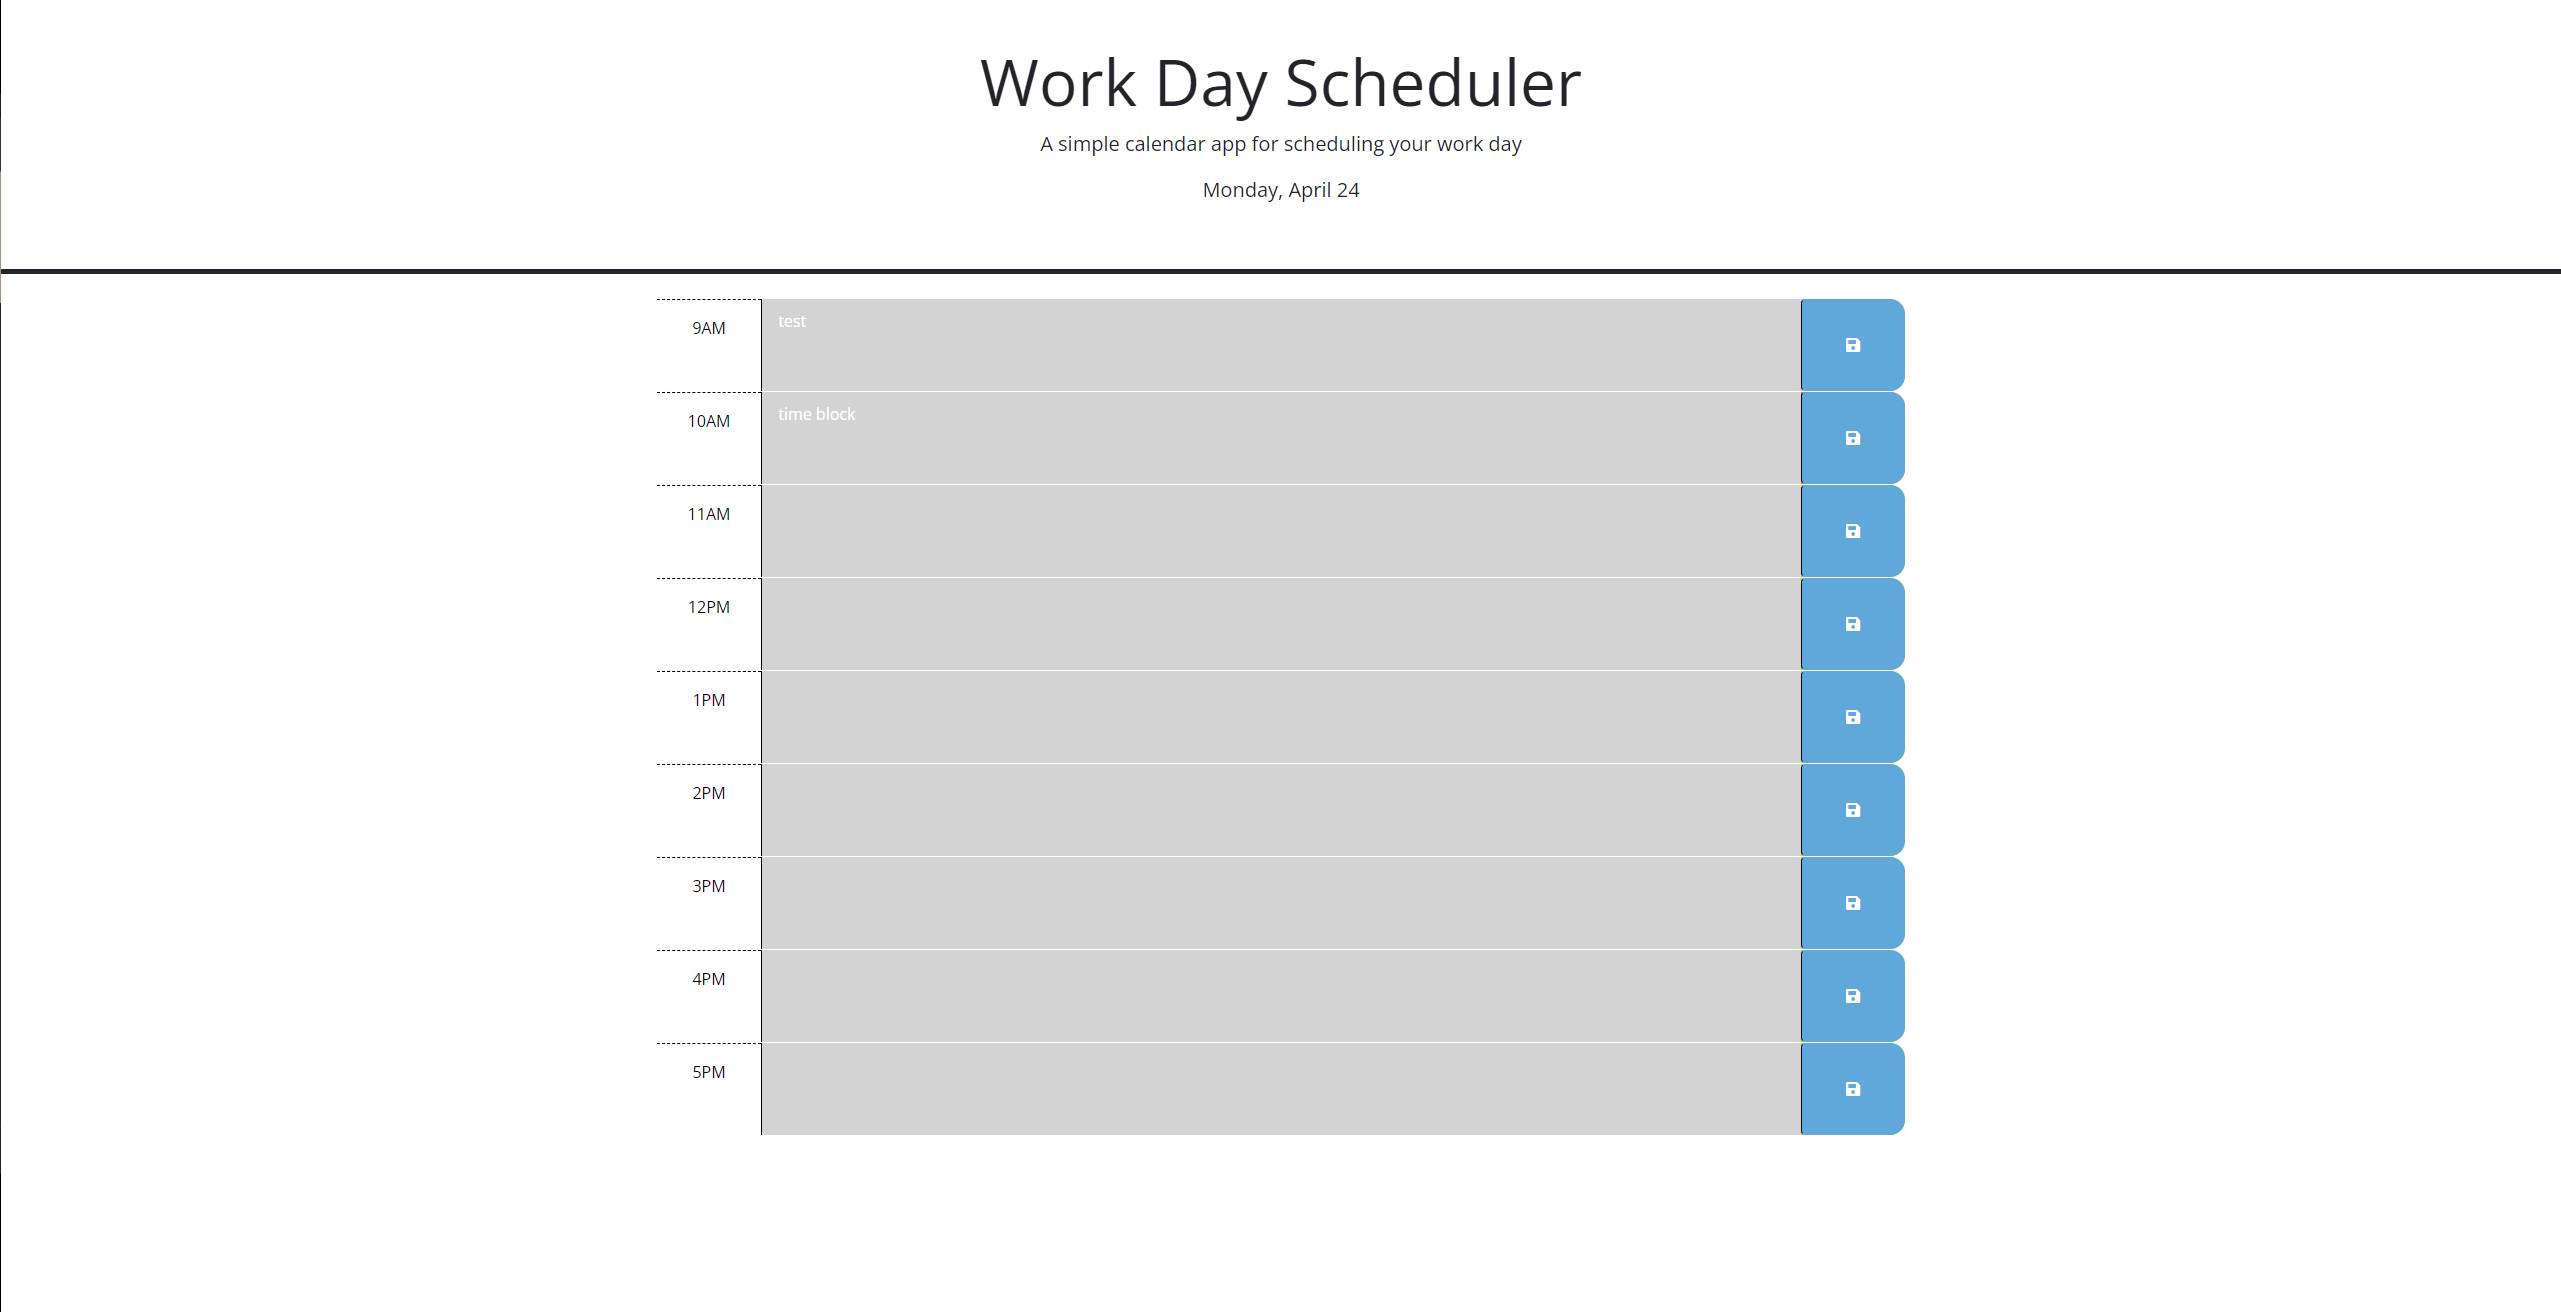 Work Day Scheduler
A simple calendar app for scheduling your work day
Monday, April 24
9AM
test
10AM
time block
11AM
12PM
1PM
2PM
3PM
4PM
5PM